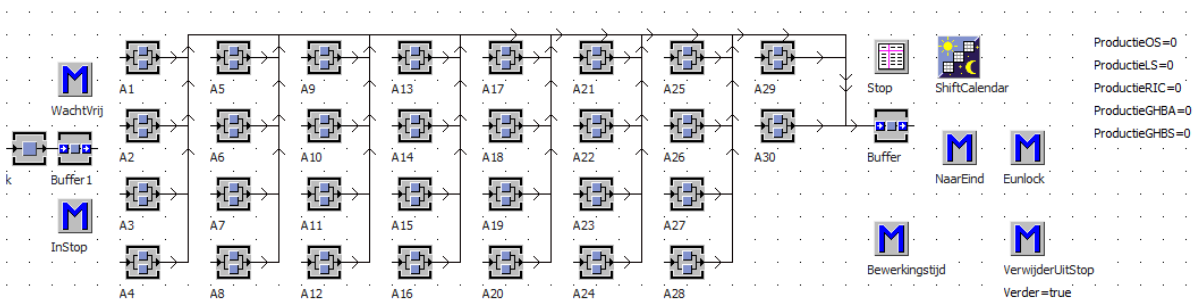 A1 A5 A9 A13 A17 A21 A25 A29 Stop ShiftCalendar
WachtVrij
A2 A6 A10 A14 A18 A22 A26 A30 Buffer
k Buffer1
NaarEind Eunlock
A3 A7 A11 A15 A19 A23 A27
InStop
A4 A8 A12 A16 A20 A24 A28
Bewerkingstijd VerwijderUitStop
Verder=true
ProductieOS=0
ProductieLS=0
ProductieRIC=0
ProductieGHBA=0
ProductieGHBS=0